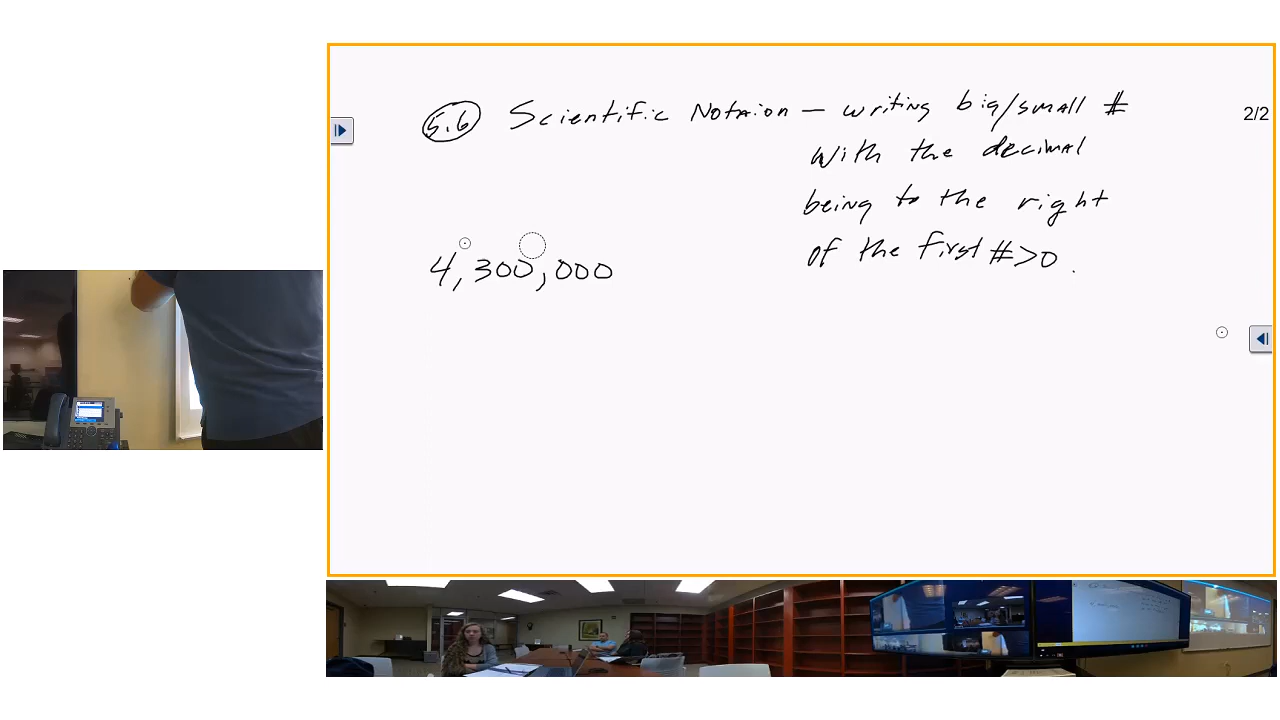 5.6 Scientific Notaion — writing big/small #
with the decimal
being to the right
of the first # > 0.
4,300,000
2/2